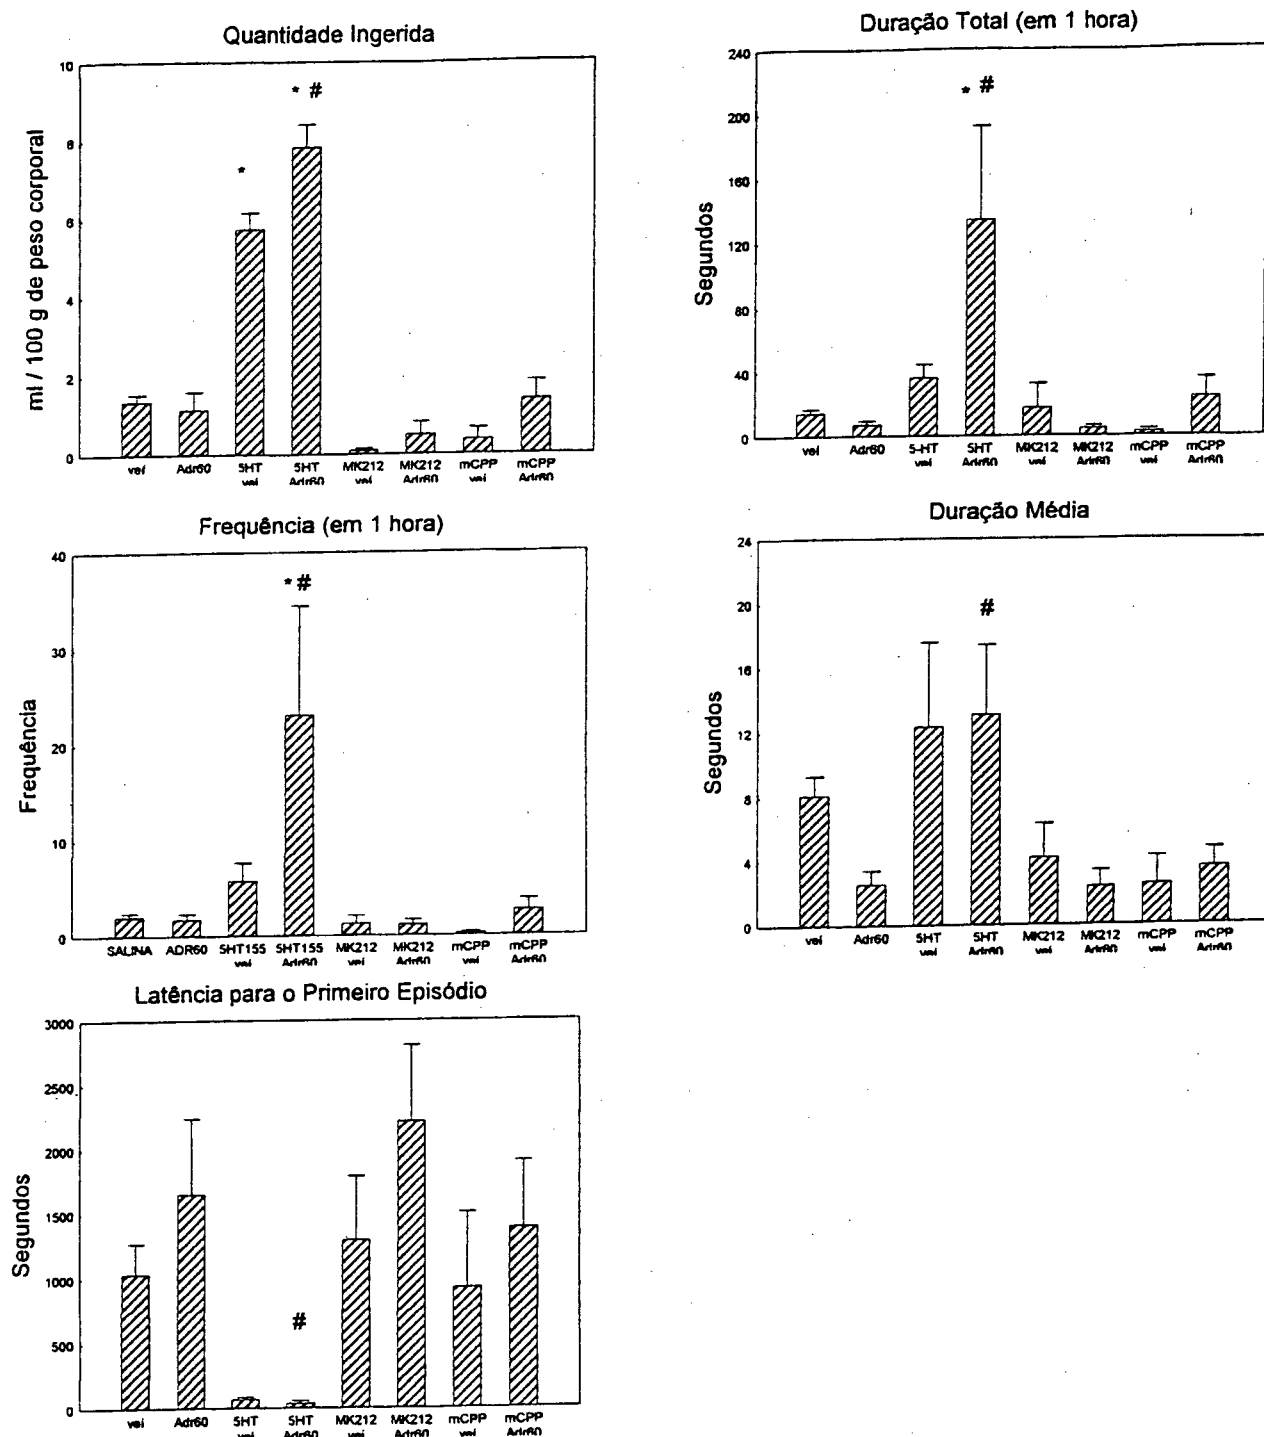 Quantidade Ingerida
ml / 100 g de peso corporal
10
8
6
4
2
0
* 
* #
vei Adr60 5HT 5HT MK212 MK212 mCPP mCPP
vei Adr60 vei Adr60 vei Adr60
Duração Total (em 1 hora)
Segundos
240
200
160
120
80
40
0
* #
vei Adr60 5-HT 5HT MK212 MK212 mCPP mCPP
vei Adr60 vei Adr60 vei Adr60
Frequência (em 1 hora)
Frequência
40
30
20
10
0
* #
SALINA ADR60 5HT155 5HT155 MK212 MK212 mCPP mCPP
vei Adr60 vei Adr60 vei Adr60
Duração Média
Segundos
24
20
16
12
8
4
0
#
vei Adr60 5HT 5HT MK212 MK212 mCPP mCPP
vei Adr60 vei Adr60 vei Adr60
Latência para o Primeiro Episódio
Segundos
3000
2500
2000
1500
1000
500
0
#
vei Adr60 5HT 5HT MK212 MK212 mCPP mCPP
vei Adr60 vei Adr60 vei Adr60